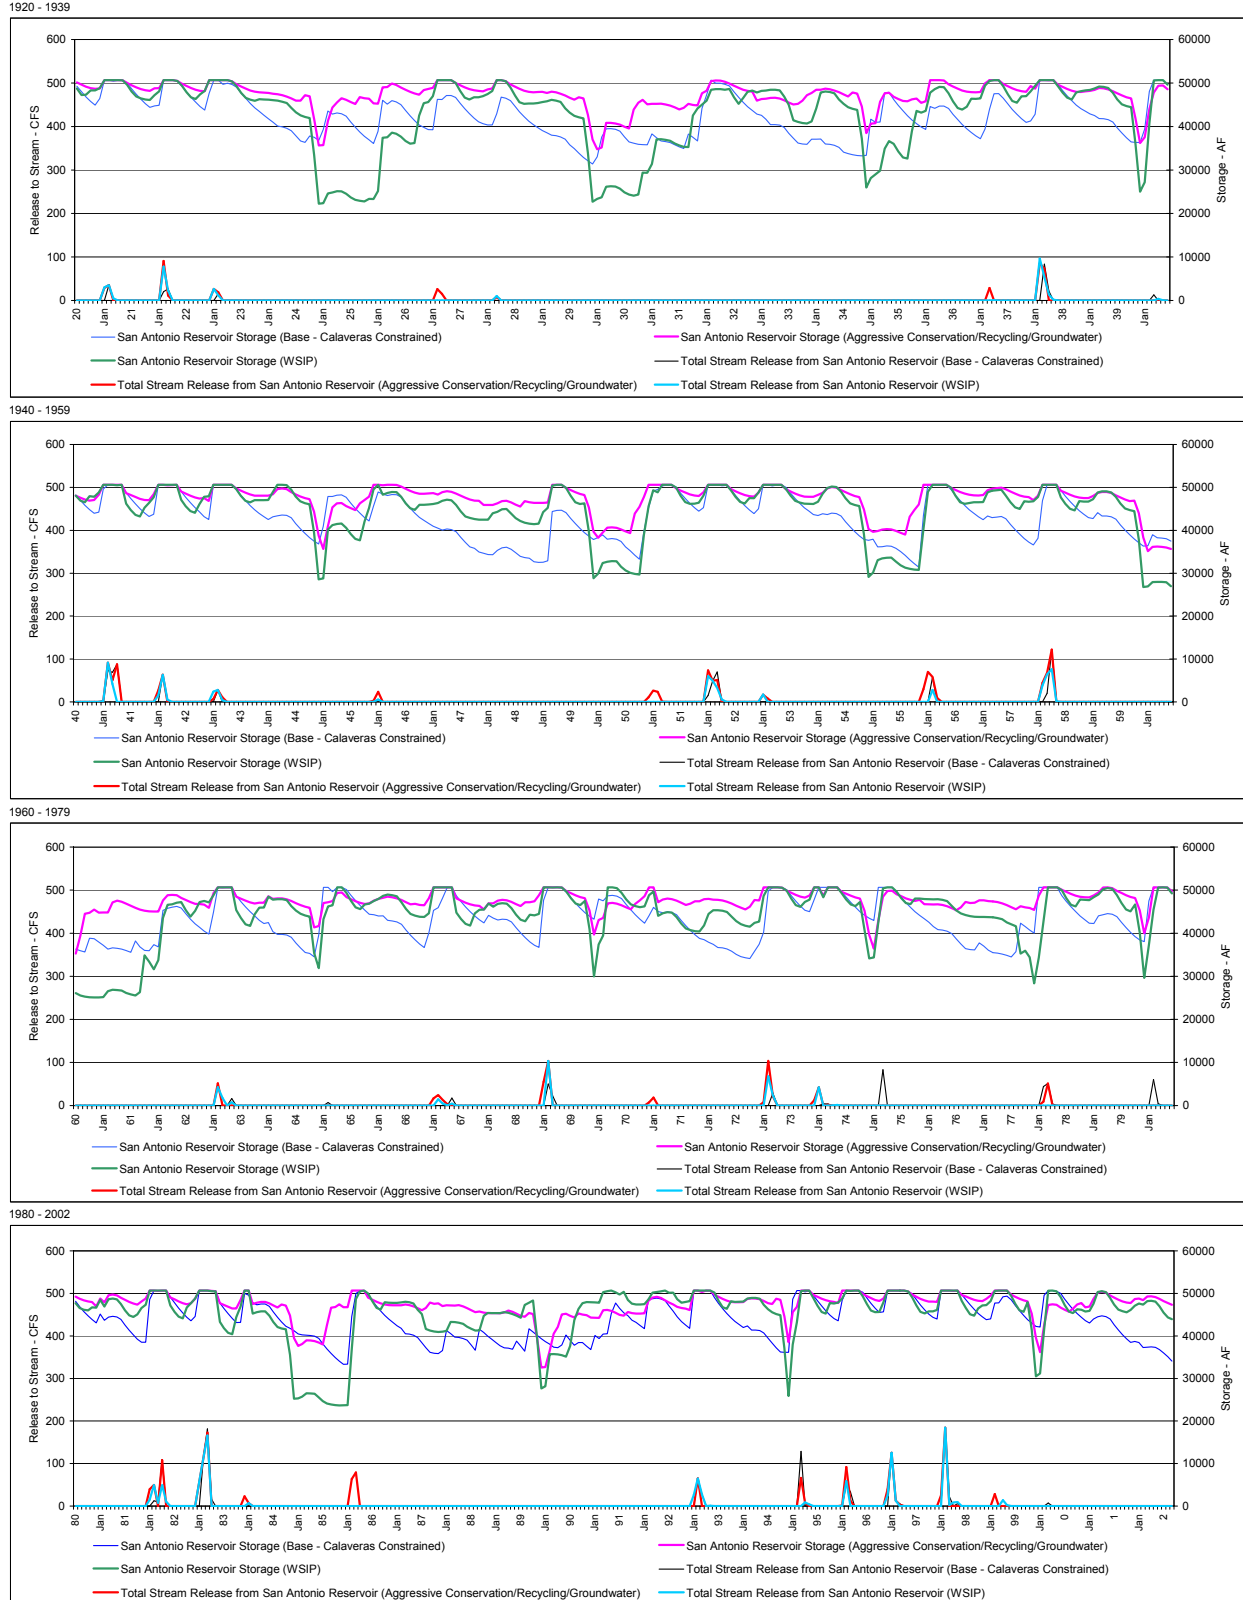 1920 - 1939
600 60000
500 50000
400 40000
300 30000
200 20000
100 10000
0 0
Release to Stream - CFS
Storage - AF
20 Jan 21 Jan 22 Jan 23 Jan 24 Jan 25 Jan 26 Jan 27 Jan 28 Jan 29 Jan 30 Jan 31 Jan 32 Jan 33 Jan 34 Jan 35 Jan 36 Jan 37 Jan 38 Jan 39 Jan
San Antonio Reservoir Storage (Base - Calaveras Constrained) San Antonio Reservoir Storage (Aggressive Conservation/Recycling/Groundwater)
San Antonio Reservoir Storage (WSIP) Total Stream Release from San Antonio Reservoir (Base - Calaveras Constrained)
Total Stream Release from San Antonio Reservoir (Aggressive Conservation/Recycling/Groundwater) Total Stream Release from San Antonio Reservoir (WSIP)
1940 - 1959
600 60000
500 50000
400 40000
300 30000
200 20000
100 10000
0 0
Release to Stream - CFS
Storage - AF
40 Jan 41 Jan 42 Jan 43 Jan 44 Jan 45 Jan 46 Jan 47 Jan 48 Jan 49 Jan 50 Jan 51 Jan 52 Jan 53 Jan 54 Jan 55 Jan 56 Jan 57 Jan 58 Jan 59 Jan
San Antonio Reservoir Storage (Base - Calaveras Constrained) San Antonio Reservoir Storage (Aggressive Conservation/Recycling/Groundwater)
San Antonio Reservoir Storage (WSIP) Total Stream Release from San Antonio Reservoir (Base - Calaveras Constrained)
Total Stream Release from San Antonio Reservoir (Aggressive Conservation/Recycling/Groundwater) Total Stream Release from San Antonio Reservoir (WSIP)
1960 - 1979
600 60000
500 50000
400 40000
300 30000
200 20000
100 10000
0 0
Release to Stream - CFS
Storage - AF
60 Jan 61 Jan 62 Jan 63 Jan 64 Jan 65 Jan 66 Jan 67 Jan 68 Jan 69 Jan 70 Jan 71 Jan 72 Jan 73 Jan 74 Jan 75 Jan 76 Jan 77 Jan 78 Jan 79 Jan
San Antonio Reservoir Storage (Base - Calaveras Constrained) San Antonio Reservoir Storage (Aggressive Conservation/Recycling/Groundwater)
San Antonio Reservoir Storage (WSIP) Total Stream Release from San Antonio Reservoir (Base - Calaveras Constrained)
Total Stream Release from San Antonio Reservoir (Aggressive Conservation/Recycling/Groundwater) Total Stream Release from San Antonio Reservoir (WSIP)
1980 - 2002
600 60000
500 50000
400 40000
300 30000
200 20000
100 10000
0 0
Release to Stream - CFS
Storage - AF
80 Jan 81 Jan 82 Jan 83 Jan 84 Jan 85 Jan 86 Jan 87 Jan 88 Jan 89 Jan 90 Jan 91 Jan 92 Jan 93 Jan 94 Jan 95 Jan 96 Jan 97 Jan 98 Jan 99 Jan 0 Jan 1 Jan 2
San Antonio Reservoir Storage (Base - Calaveras Constrained) San Antonio Reservoir Storage (Aggressive Conservation/Recycling/Groundwater)
San Antonio Reservoir Storage (WSIP) Total Stream Release from San Antonio Reservoir (Base - Calaveras Constrained)
Total Stream Release from San Antonio Reservoir (Aggressive Conservation/Recycling/Groundwater) Total Stream Release from San Antonio Reservoir (WSIP)